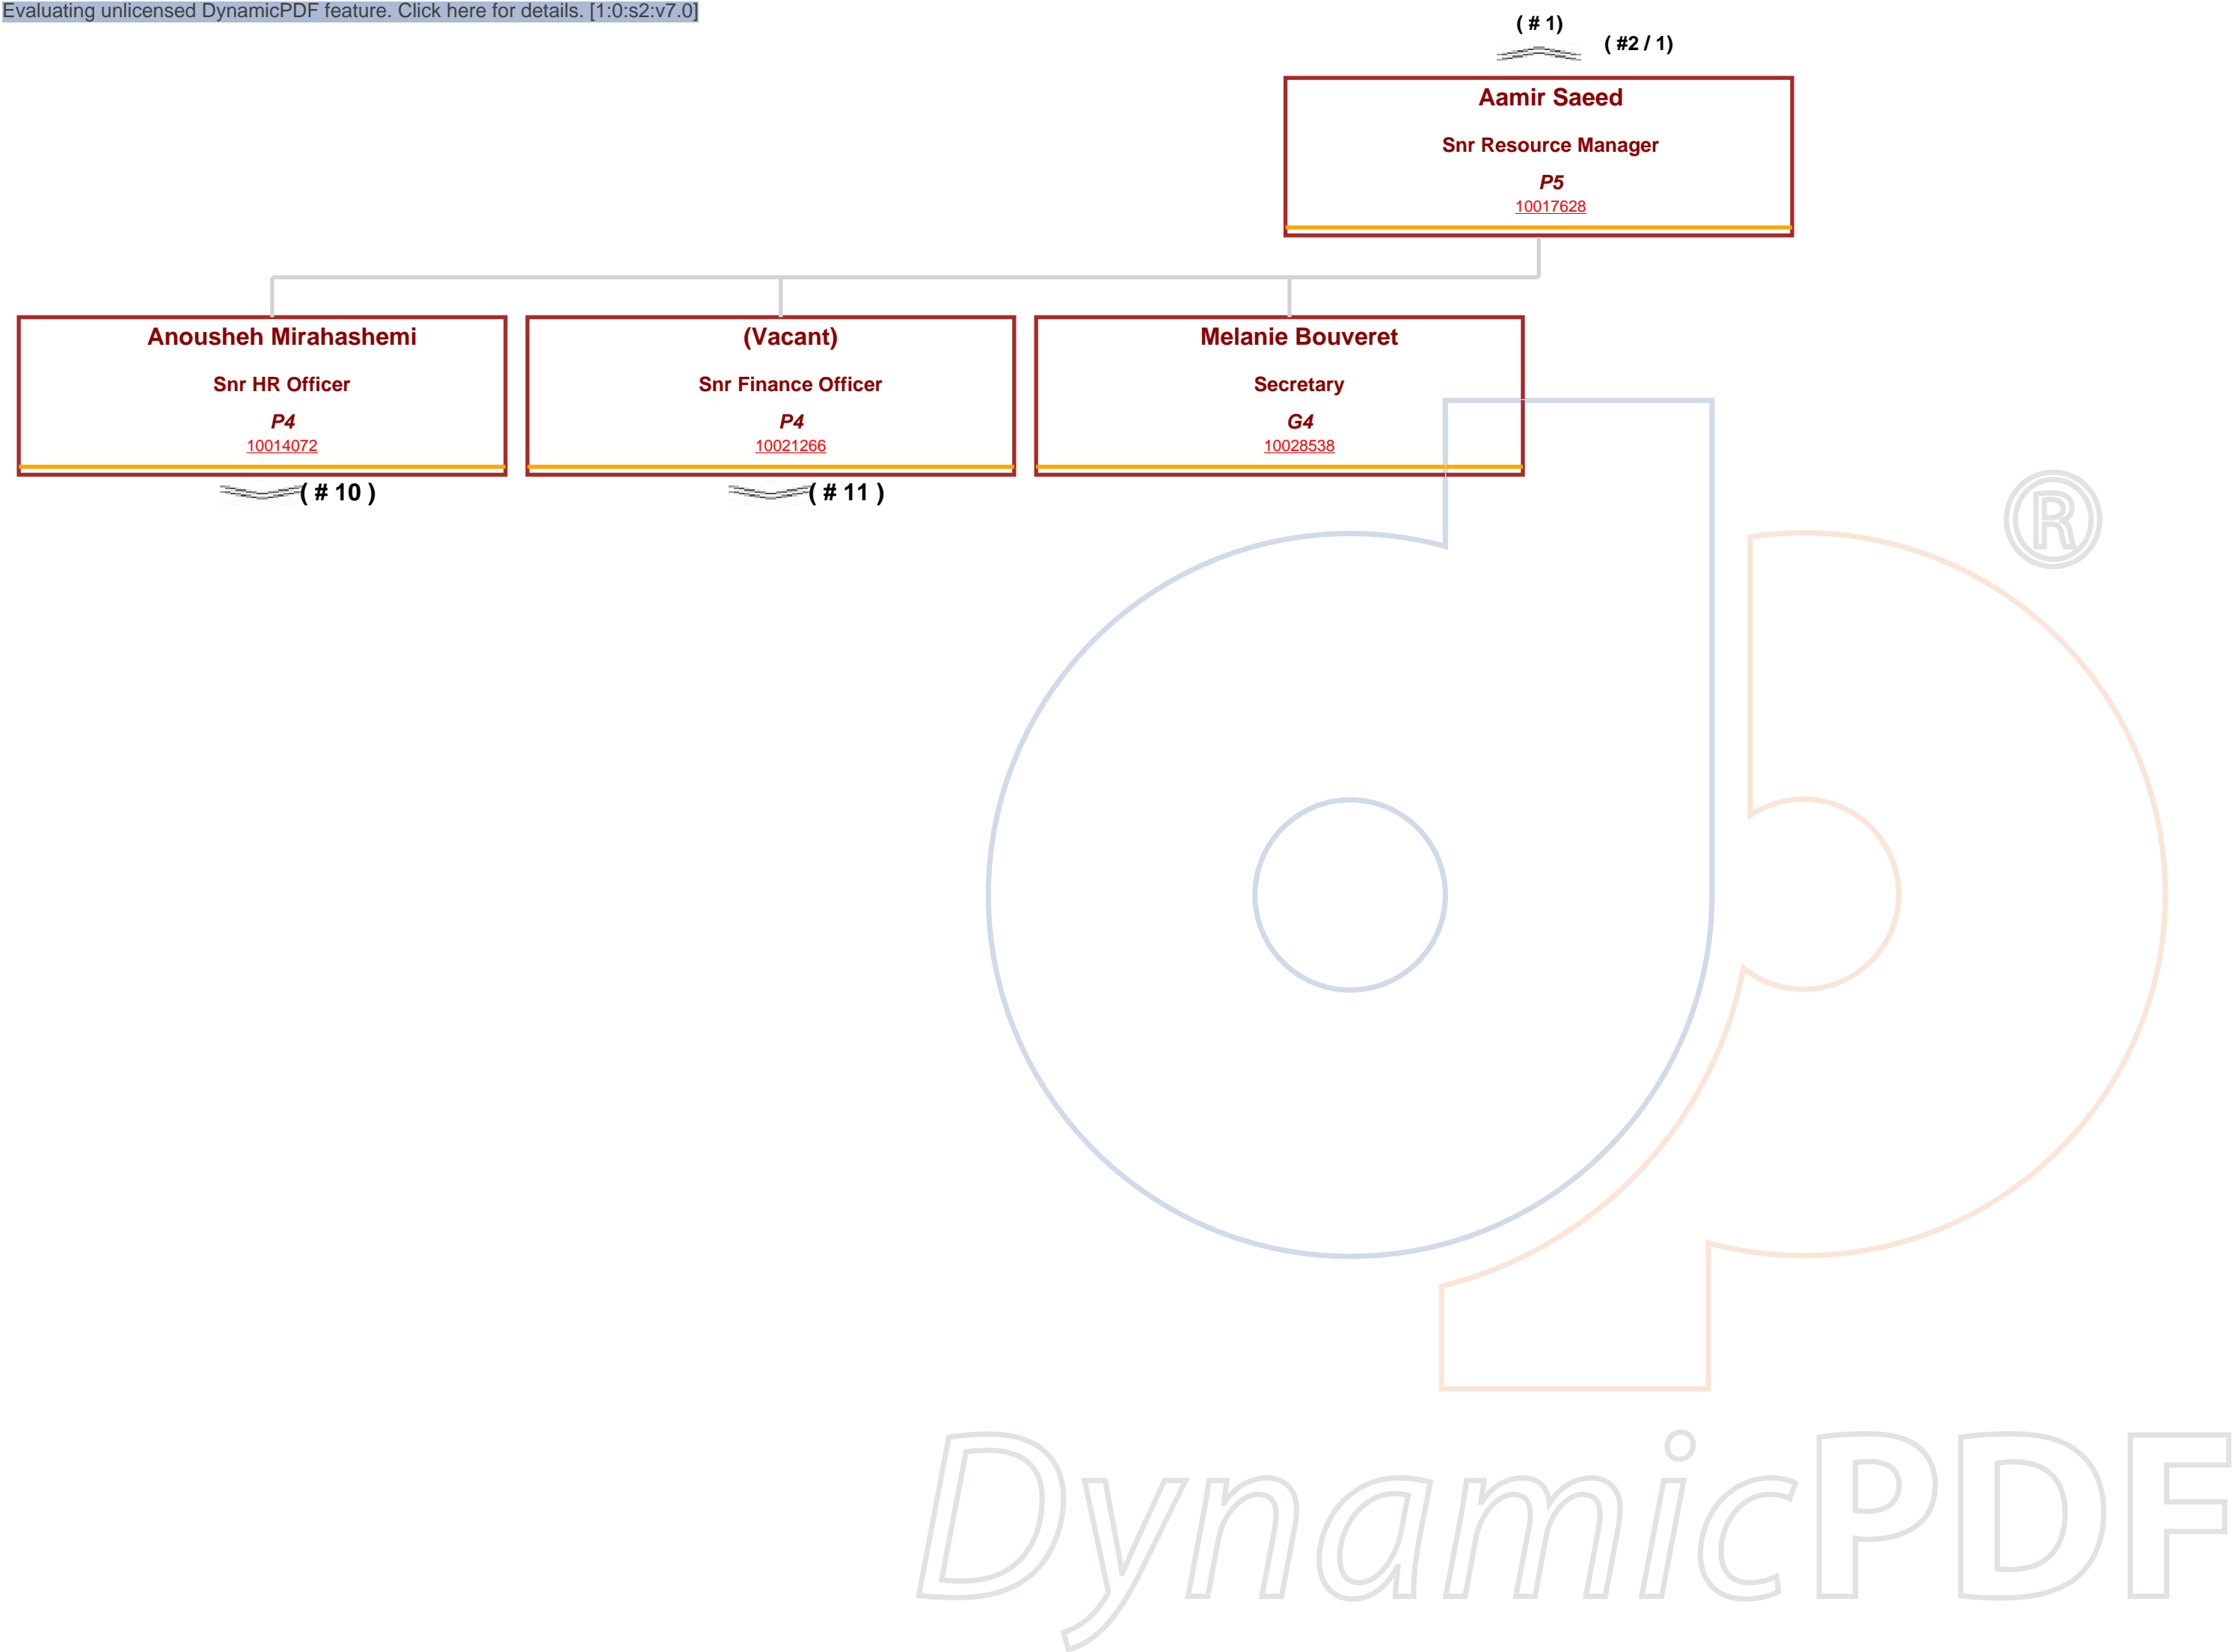 Evaluating unlicensed DynamicPDF feature. Click here for details. [1:0:s2:v7.0]
( # 1)
( #2 / 1)
Aamir Saeed
Snr Resource Manager
P5
10017628
Anousheh Mirahashemi
Snr HR Officer
P4
10014072
( # 10 )
(Vacant)
Snr Finance Officer
P4
10021266
( # 11 )
Melanie Bouveret
Secretary
G4
10028538
®
DynamicPDF